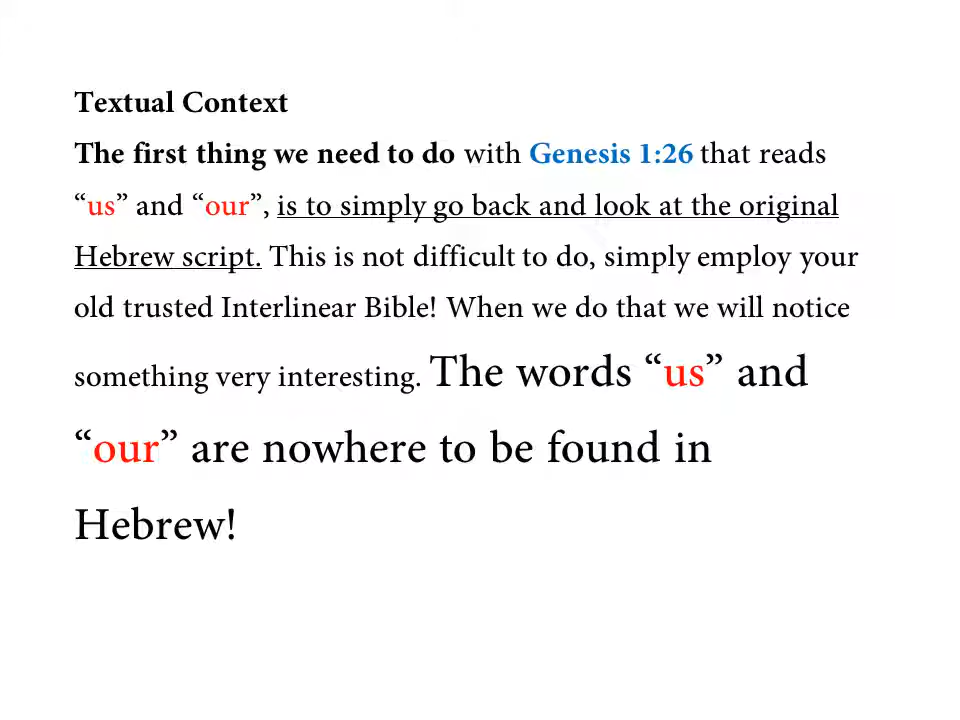 Textual Context
The first thing we need to do with Genesis 1:26 that reads
“us” and “our”, is to simply go back and look at the original
Hebrew script. This is not difficult to do, simply employ your
old trusted Interlinear Bible! When we do that we will notice
something very interesting. The words “us” and
“our” are nowhere to be found in
Hebrew!